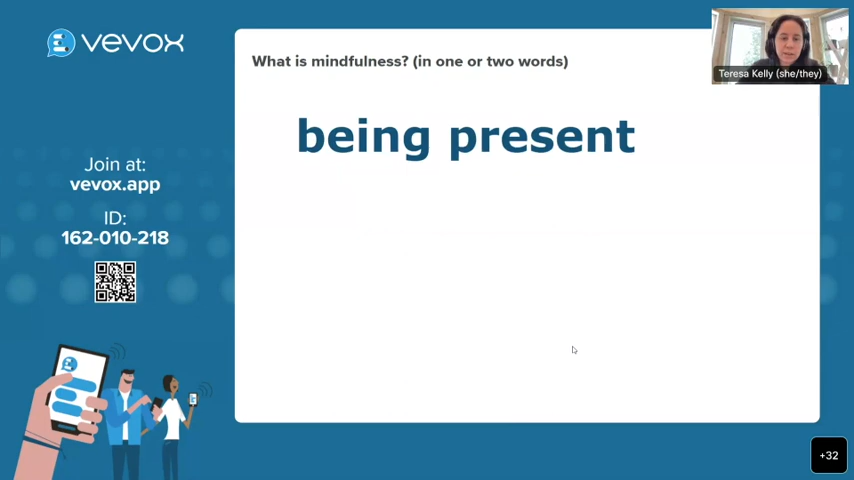 vevox
What is mindfulness? (in one or two words)
Teresa Kelly (she/they)
being present
Join at:
vevox.app
ID:
162-010-218
+32